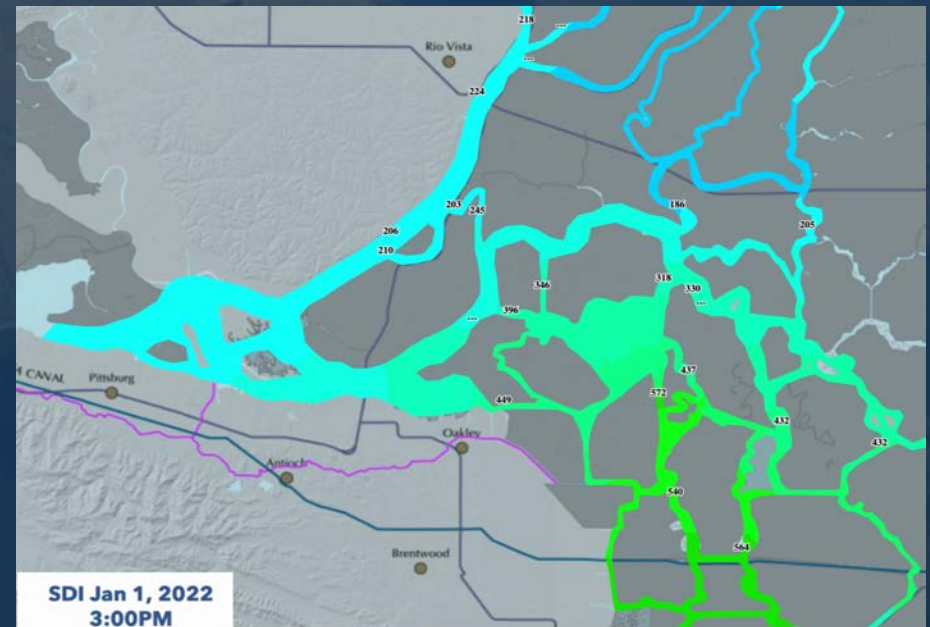 218
---
Rio Vista
---
224
203
245
186
205
206
210
318
346
330
---
396
---
437
M CANAL
Pittsburg
572
449
432
432
Oakley
Antioch
540
564
Brentwood
SDI Jan 1, 2022
3:00PM